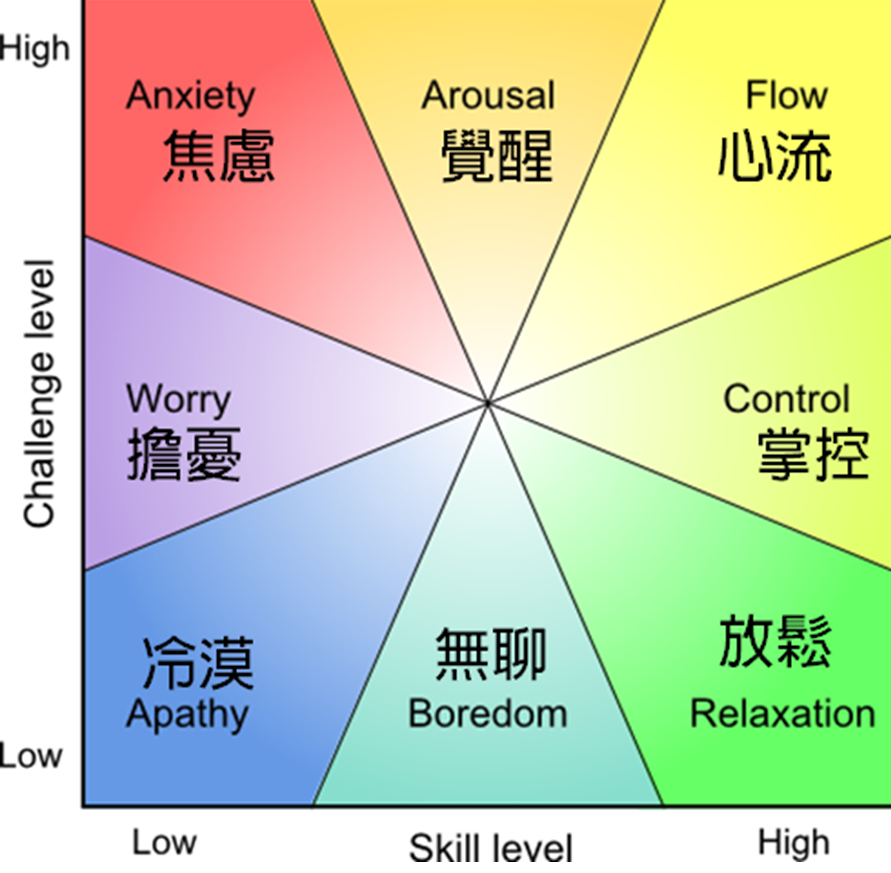 High
Anxiety
焦慮
Arousal
覺醒
Flow
心流
Challenge level
Worry
擔憂
Control
掌控
冷漠
Apathy
無聊
Boredom
放鬆
Relaxation
Low
Low
Skill level
High